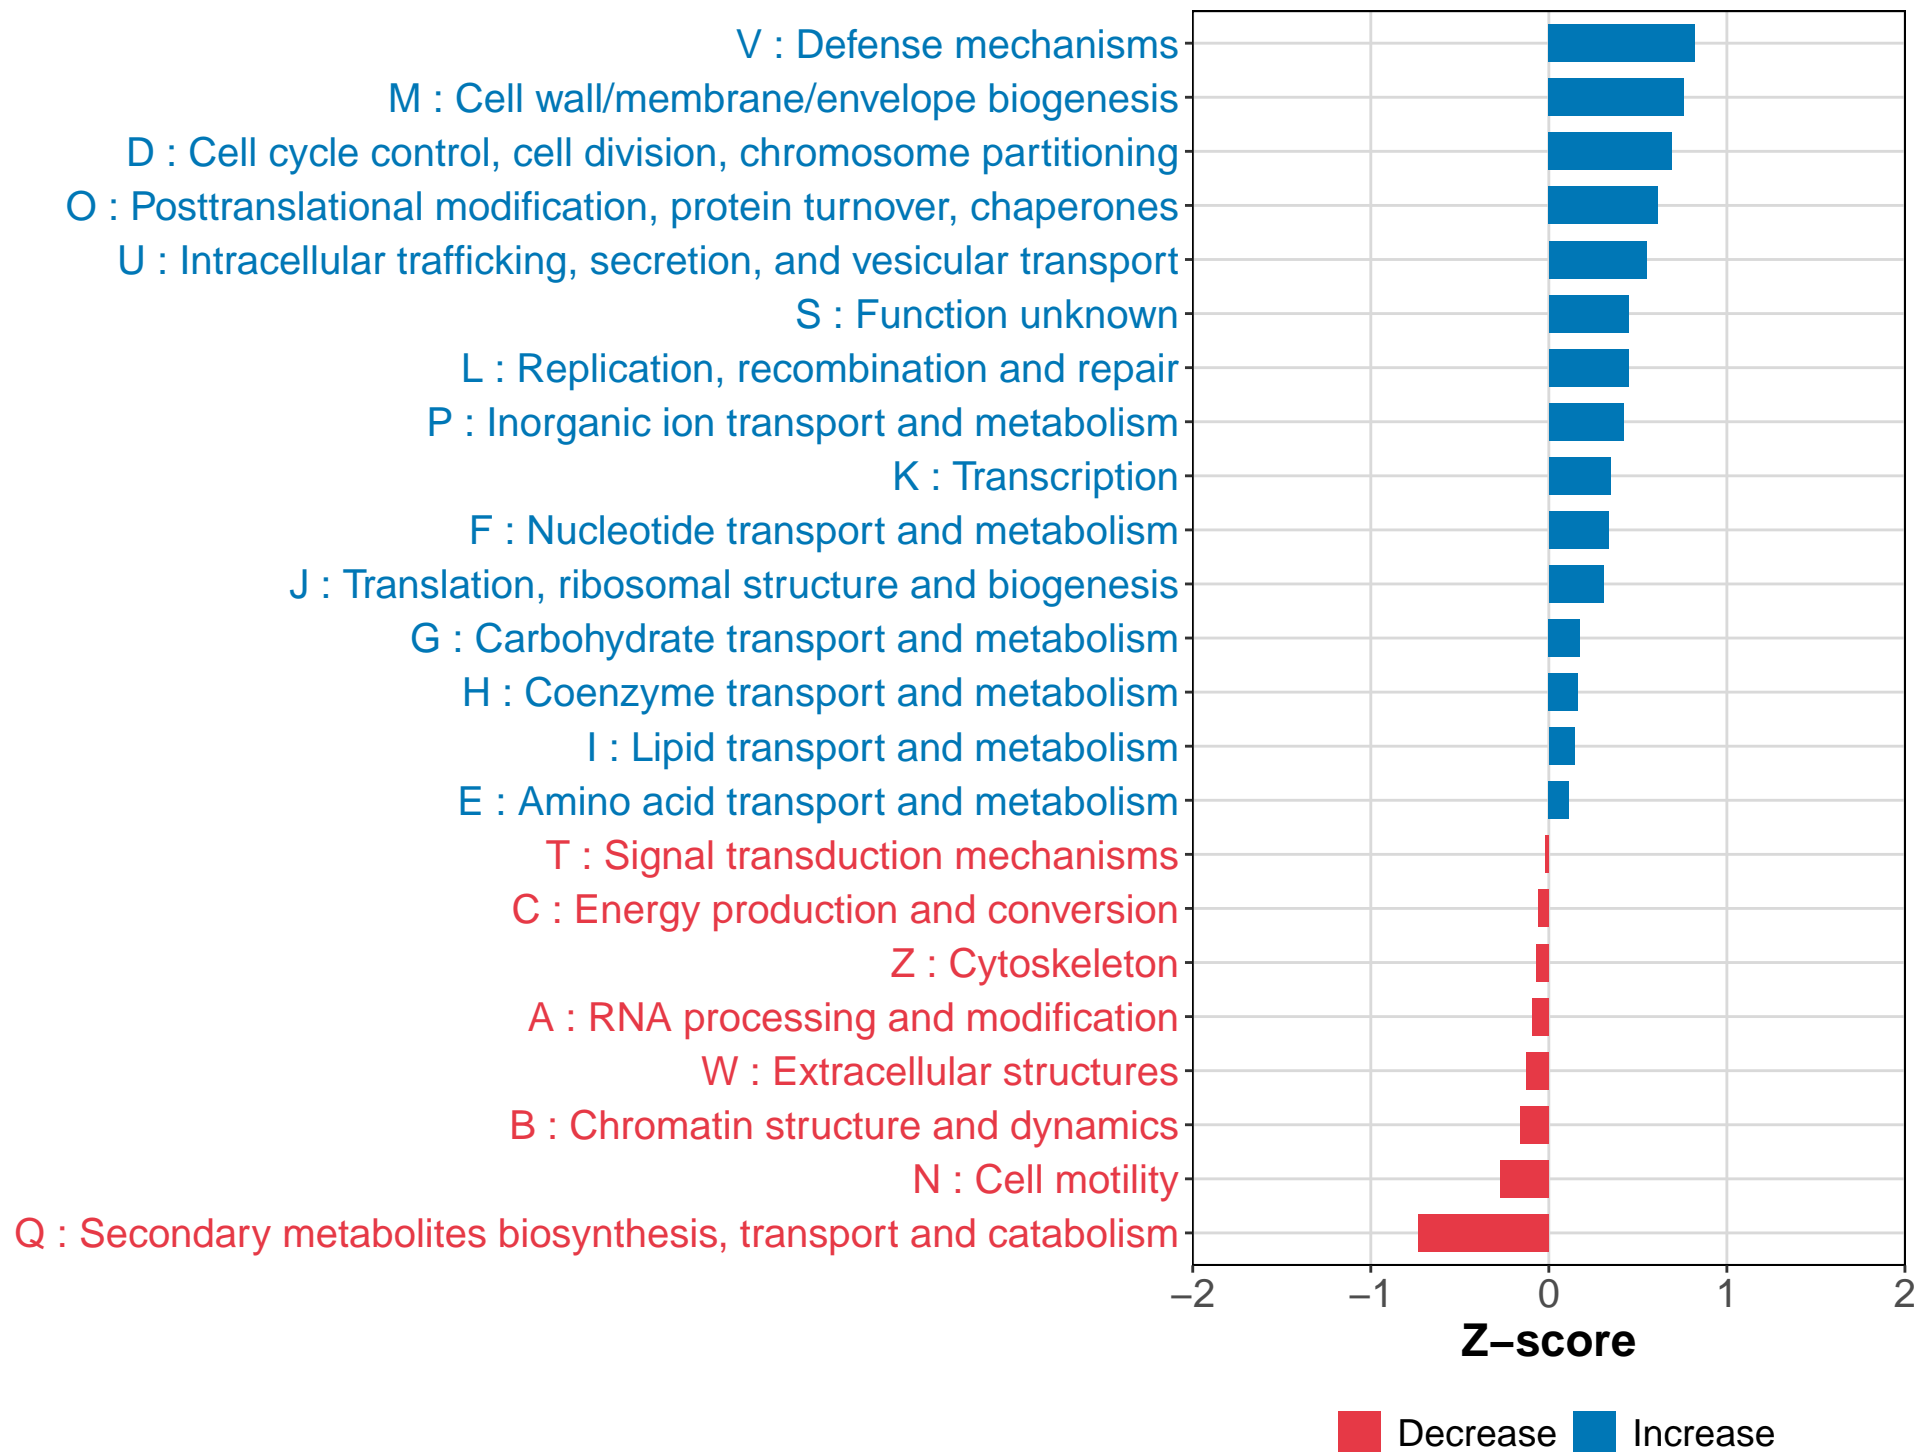 V : Defense mechanisms
M : Cell wall/membrane/envelope biogenesis
D : Cell cycle control, cell division, chromosome partitioning
O : Posttranslational modification, protein turnover, chaperones
U : Intracellular trafficking, secretion, and vesicular transport
S : Function unknown
L : Replication, recombination and repair
P : Inorganic ion transport and metabolism
K : Transcription
F : Nucleotide transport and metabolism
J : Translation, ribosomal structure and biogenesis
G : Carbohydrate transport and metabolism
H : Coenzyme transport and metabolism
I : Lipid transport and metabolism
E : Amino acid transport and metabolism
T : Signal transduction mechanisms
C : Energy production and conversion
Z : Cytoskeleton
A : RNA processing and modification
W : Extracellular structures
B : Chromatin structure and dynamics
N : Cell motility
Q : Secondary metabolites biosynthesis, transport and catabolism
−2 −1 0 1 2
Z−score
Decrease Increase